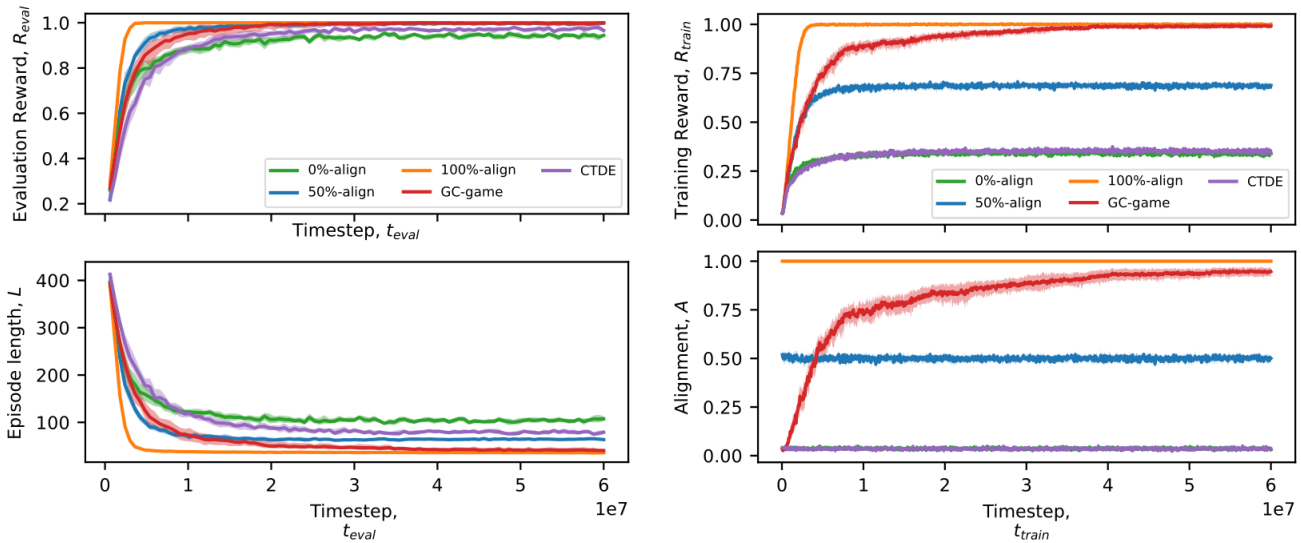 Evaluation Reward, R_eval
1.0
0.8
0.6
0.4
0.2
0%-align 100%-align CTDE
50%-align GC-game
Timestep, t_eval
Training Reward, R_train
1.00
0.75
0.50
0.25
0.00
0%-align 100%-align CTDE
50%-align GC-game
Episode length, L
400
300
200
100
0 1 2 3 4 5 6
1e7
Timestep,
t_eval
Alignment, A
1.00
0.75
0.50
0.25
0.00
0 1 2 3 4 5 6
1e7
Timestep,
t_train